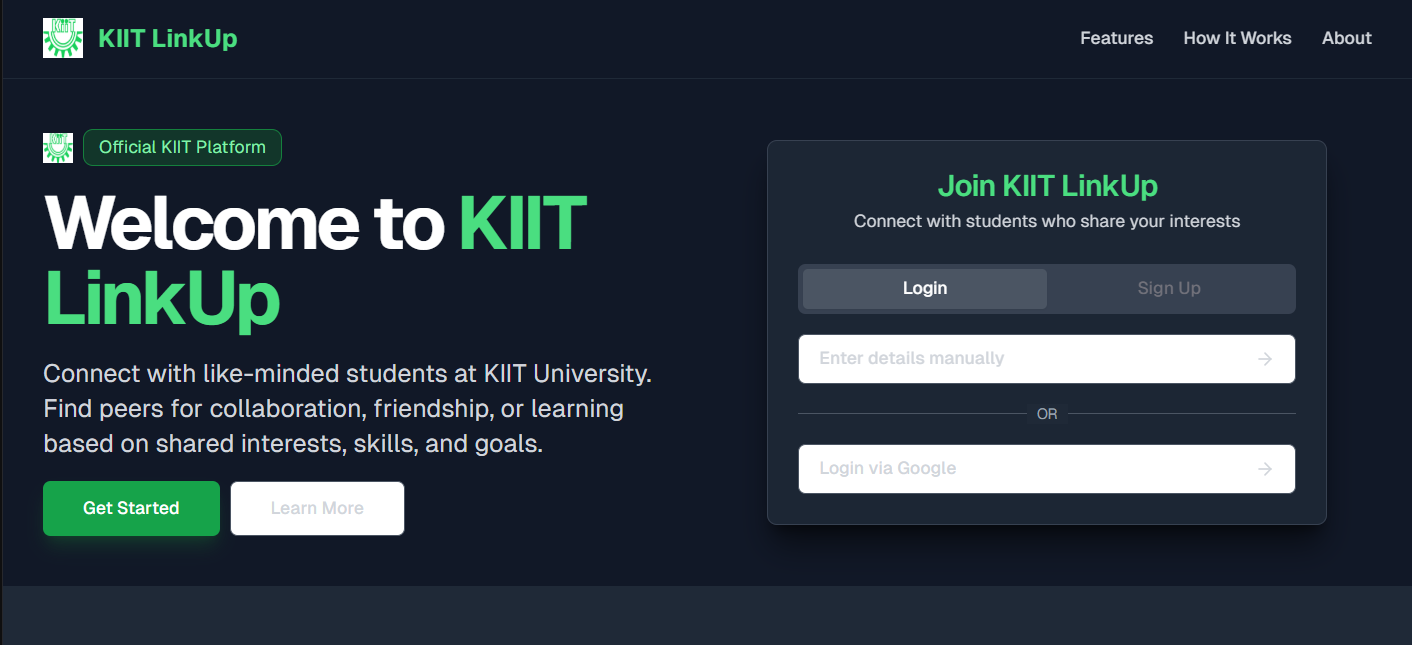 KIIT
KIIT LinkUp
Features
How It Works
About
KIIT
Official KIIT Platform
Welcome to KIIT
LinkUp
Connect with like-minded students at KIIT University.
Find peers for collaboration, friendship, or learning
based on shared interests, skills, and goals.
Get Started
Learn More
Join KIIT LinkUp
Connect with students who share your interests
Login
Sign Up
Enter details manually
OR
Login via Google